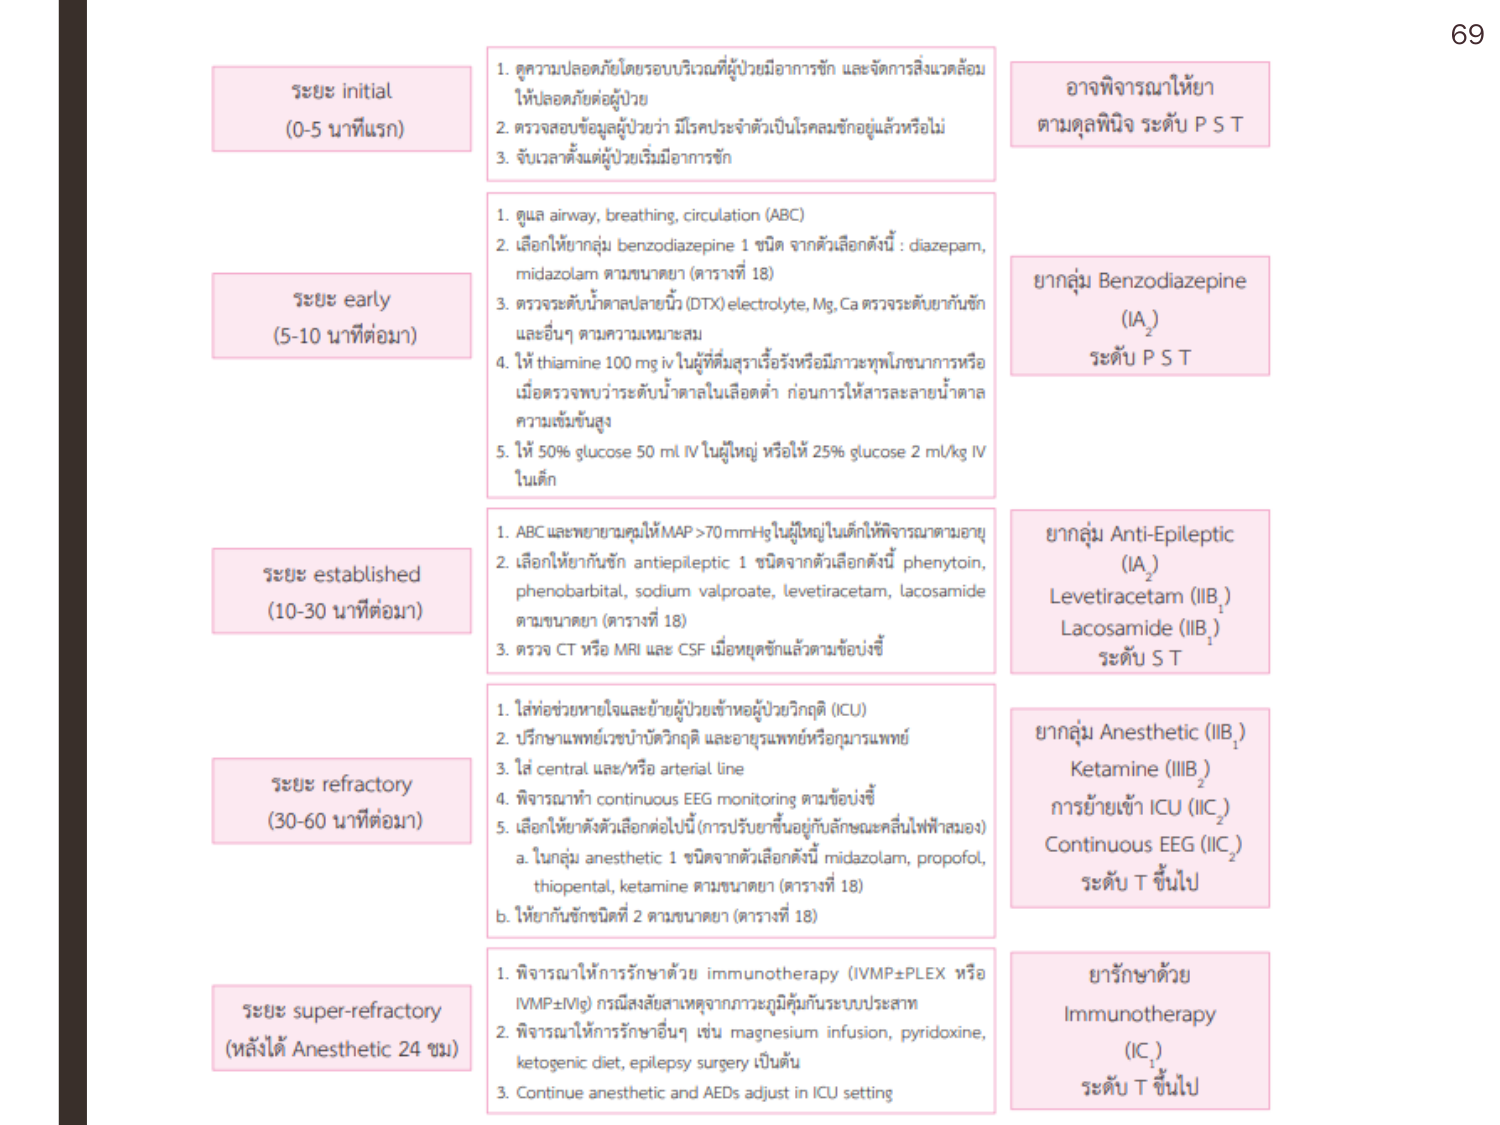 69
ระยะ initial
(0-5 นาทีแรก)
1. ดูความปลอดภัยโดยรอบบริเวณที่ผู้ป่วยมีอาการชัก และจัดการสิ่งแวดล้อม
ให้ปลอดภัยต่อผู้ป่วย
2. ตรวจสอบข้อมูลผู้ป่วยว่า มีโรคประจำตัวเป็นโรคลมชักอยู่แล้วหรือไม่
3. จับเวลาตั้งแต่ผู้ป่วยเริ่มมีอาการชัก
อาจพิจารณาให้ยา
ตามดุลพินิจ ระดับ P S T
ระยะ early
(5-10 นาทีต่อมา)
1. ดูแล airway, breathing, circulation (ABC)
2. เลือกให้ยากลุ่ม benzodiazepine 1 ชนิด จากตัวเลือกดังนี้ : diazepam,
midazolam ตามขนาดยา (ตารางที่ 18)
3. ตรวจระดับน้ำตาลปลายนิ้ว (DTX) electrolyte, Mg, Ca ตรวจระดับยากันชัก
และอื่นๆ ตามความเหมาะสม
4. ให้ thiamine 100 mg iv ในผู้ที่ดื่มสุราเรื้อรังหรือมีภาวะทุพโภชนาการหรือ
เมื่อตรวจพบว่าระดับน้ำตาลในเลือดต่ำ ก่อนการให้สารละลายน้ำตาล
ความเข้มข้นสูง
5. ให้ 50% glucose 50 ml IV ในผู้ใหญ่ หรือให้ 25% glucose 2 ml/kg IV
ในเด็ก
ยากลุ่ม Benzodiazepine
(IA2)
ระดับ P S T
ระยะ established
(10-30 นาทีต่อมา)
1. ABC และพยายามคุมให้ MAP >70 mmHg ในผู้ใหญ่ ในเด็กให้พิจารณาตามอายุ
2. เลือกให้ยากันชัก antiepileptic 1 ชนิดจากตัวเลือกดังนี้ phenytoin,
phenobarbital, sodium valproate, levetiracetam, lacosamide
ตามขนาดยา (ตารางที่ 18)
3. ตรวจ CT หรือ MRI และ CSF เมื่อหยุดชักแล้วตามข้อบ่งชี้
ยากลุ่ม Anti-Epileptic
(IA2)
Levetiracetam (IIB1)
Lacosamide (IIB1)
ระดับ S T
ระยะ refractory
(30-60 นาทีต่อมา)
1. ใส่ท่อช่วยหายใจและย้ายผู้ป่วยเข้าหอผู้ป่วยวิกฤติ (ICU)
2. ปรึกษาแพทย์เวชบำบัดวิกฤติ และอายุรแพทย์หรือกุมารแพทย์
3. ใส่ central และ/หรือ arterial line
4. พิจารณาทำ continuous EEG monitoring ตามข้อบ่งชี้
5. เลือกให้ยาดังตัวเลือกต่อไปนี้ (การปรับยาขึ้นอยู่กับลักษณะคลื่นไฟฟ้าสมอง)
a. ในกลุ่ม anesthetic 1 ชนิดจากตัวเลือกดังนี้ midazolam, propofol,
thiopental, ketamine ตามขนาดยา (ตารางที่ 18)
b. ให้ยากันชักชนิดที่ 2 ตามขนาดยา (ตารางที่ 18)
ยากลุ่ม Anesthetic (IIB1)
Ketamine (IIIB2)
การย้ายเข้า ICU (IIC2)
Continuous EEG (IIC2)
ระดับ T ขึ้นไป
ระยะ super-refractory
(หลังได้ Anesthetic 24 ชม)
1. พิจารณาให้การรักษาด้วย immunotherapy (IVMP±PLEX หรือ
IVMP±IVIg) กรณีสงสัยสาเหตุจากภาวะภูมิคุ้มกันระบบประสาท
2. พิจารณาให้การรักษาอื่นๆ เช่น magnesium infusion, pyridoxine,
ketogenic diet, epilepsy surgery เป็นต้น
3. Continue anesthetic and AEDs adjust in ICU setting
ยารักษาด้วย
Immunotherapy
(IC1)
ระดับ T ขึ้นไป